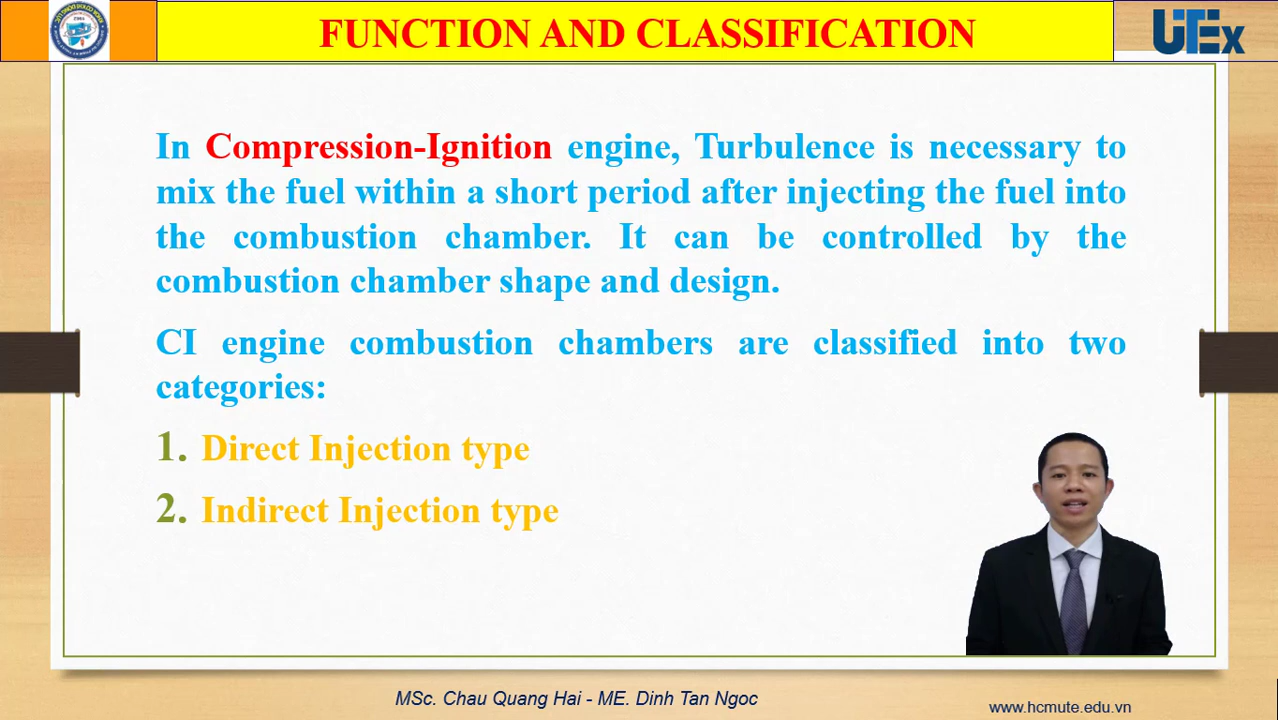 FUNCTION AND CLASSIFICATION
UTEx
In Compression-Ignition engine, Turbulence is necessary to
mix the fuel within a short period after injecting the fuel into
the combustion chamber. It can be controlled by the
combustion chamber shape and design.
CI engine combustion chambers are classified into two
categories:
1. Direct Injection type
2. Indirect Injection type
MSc. Chau Quang Hai - ME. Dinh Tan Ngoc
www.hcmute.edu.vn